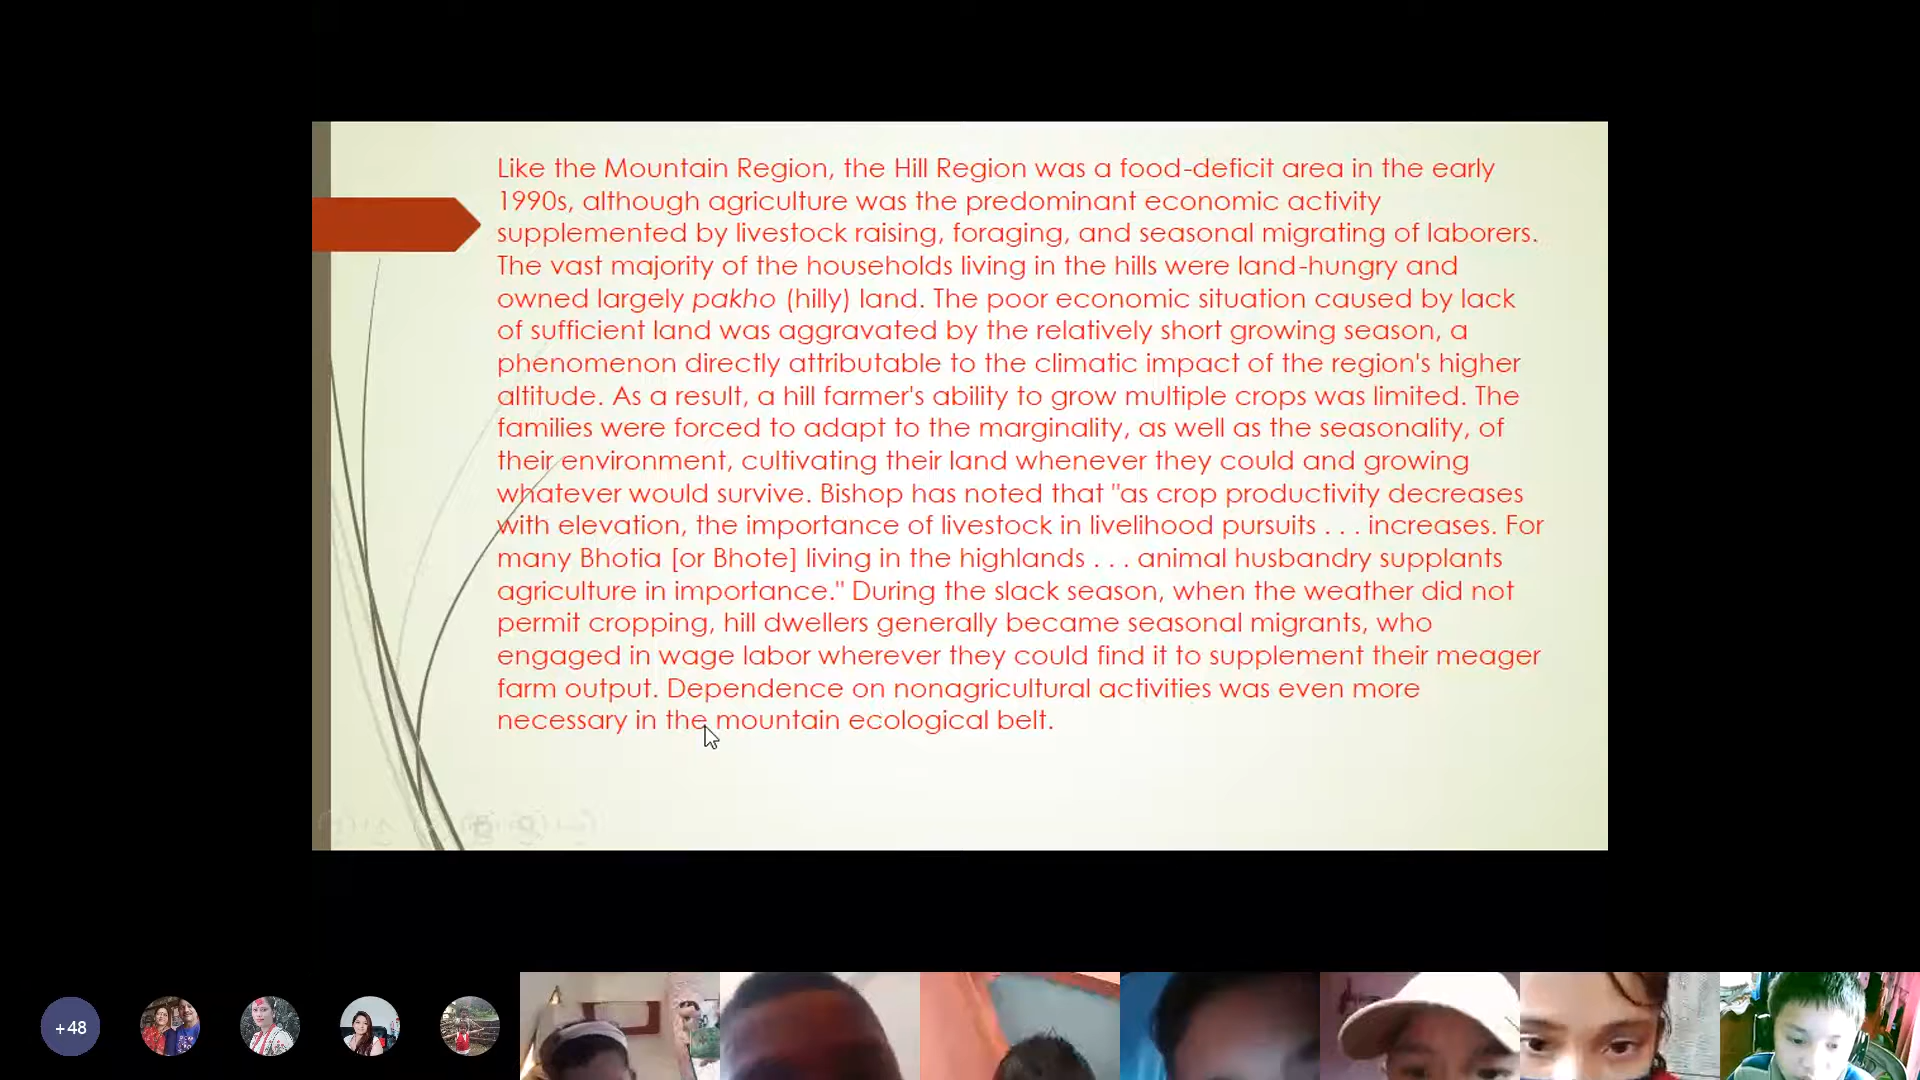 Like the Mountain Region, the Hill Region was a food-deficit area in the early
1990s, although agriculture was the predominant economic activity
supplemented by livestock raising, foraging, and seasonal migrating of laborers.
The vast majority of the households living in the hills were land-hungry and
owned largely pakho (hilly) land. The poor economic situation caused by lack
of sufficient land was aggravated by the relatively short growing season, a
phenomenon directly attributable to the climatic impact of the region's higher
altitude. As a result, a hill farmer's ability to grow multiple crops was limited. The
families were forced to adapt to the marginality, as well as the seasonality, of
their environment, cultivating their land whenever they could and growing
whatever would survive. Bishop has noted that "as crop productivity decreases
with elevation, the importance of livestock in livelihood pursuits . . . increases. For
many Bhotia [or Bhote] living in the highlands . . . animal husbandry supplants
agriculture in importance." During the slack season, when the weather did not
permit cropping, hill dwellers generally became seasonal migrants, who
engaged in wage labor wherever they could find it to supplement their meager
farm output. Dependence on nonagricultural activities was even more
necessary in the mountain ecological belt.
+48